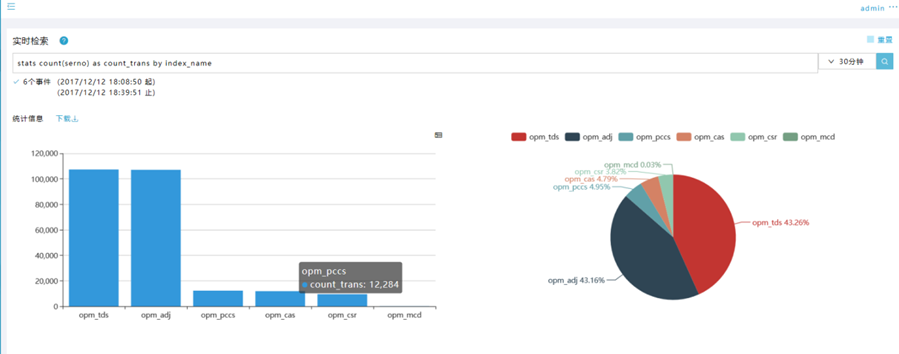 admin ···
实时检索 ?
重置
stats count(serno) as count_trans by index_name
30分钟
6个事件 (2017/12/12 18:08:50 起)
(2017/12/12 18:39:51 止)
统计信息 下载
opm_tds opm_adj opm_pccs opm_cas opm_csr opm_mcd
120,000
100,000
80,000
60,000
40,000
20,000
0
opm_pccs
count_trans: 12,284
opm_tds opm_adj opm_pccs opm_cas opm_csr opm_mcd
opm_mcd 0.03%
opm_csr 3.82%
opm_cas 4.79%
opm_pccs 4.95%
opm_tds 43.26%
opm_adj 43.16%